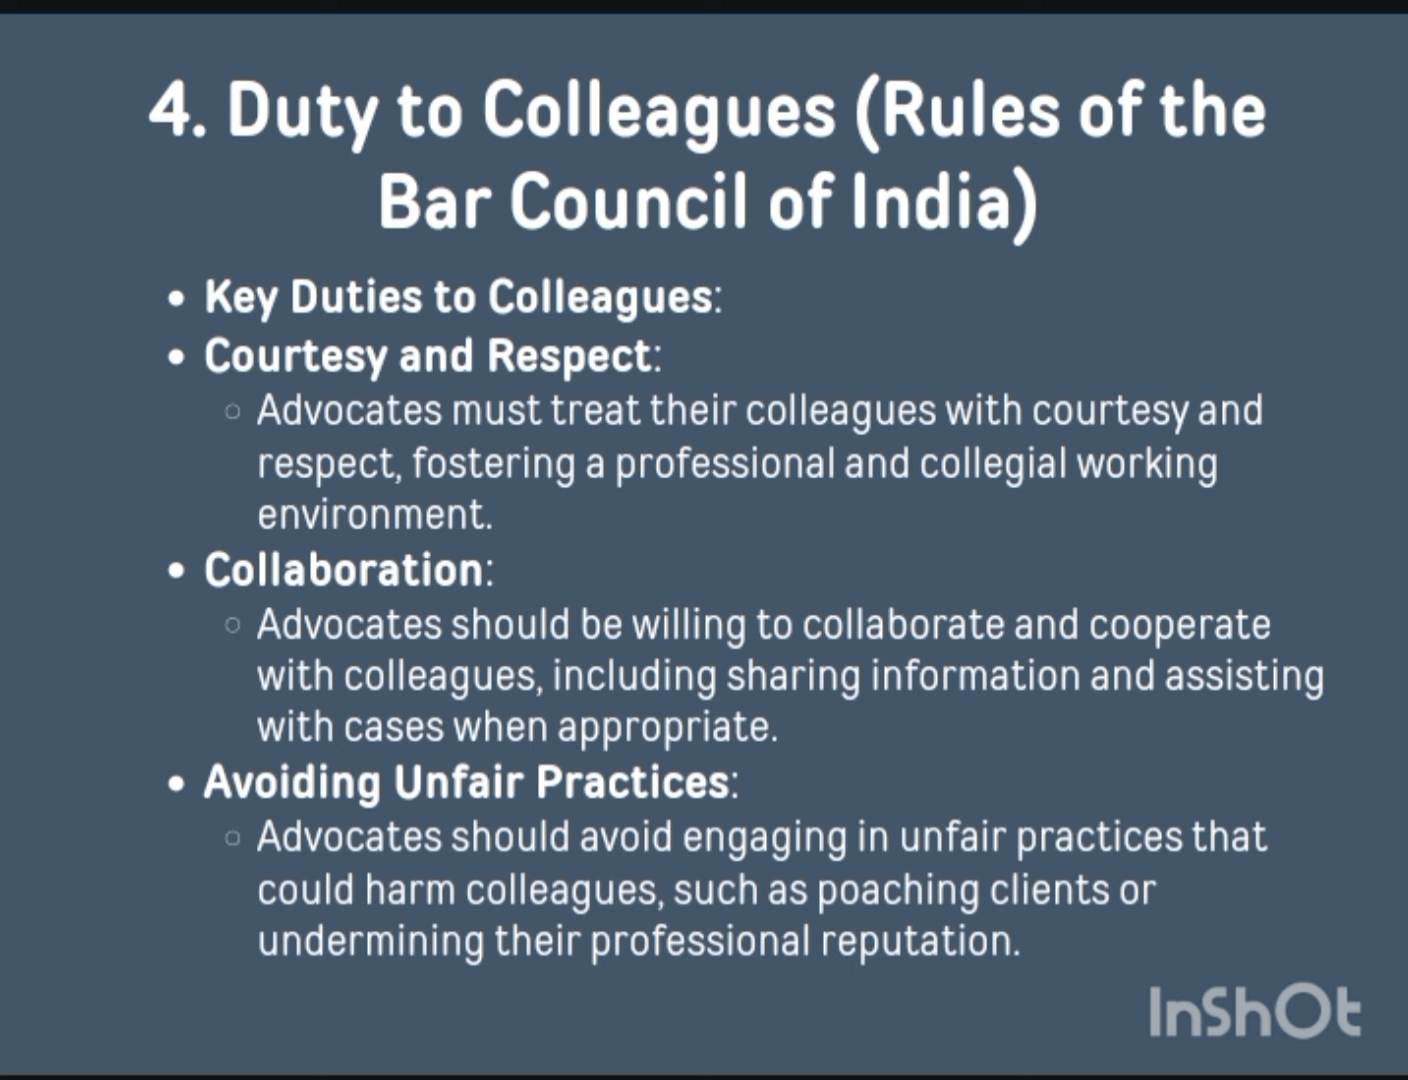 4. Duty to Colleagues (Rules of the
Bar Council of India)
• Key Duties to Colleagues:
• Courtesy and Respect:
○ Advocates must treat their colleagues with courtesy and
respect, fostering a professional and collegial working
environment.
• Collaboration:
○ Advocates should be willing to collaborate and cooperate
with colleagues, including sharing information and assisting
with cases when appropriate.
• Avoiding Unfair Practices:
○ Advocates should avoid engaging in unfair practices that
could harm colleagues, such as poaching clients or
undermining their professional reputation.
InShOt